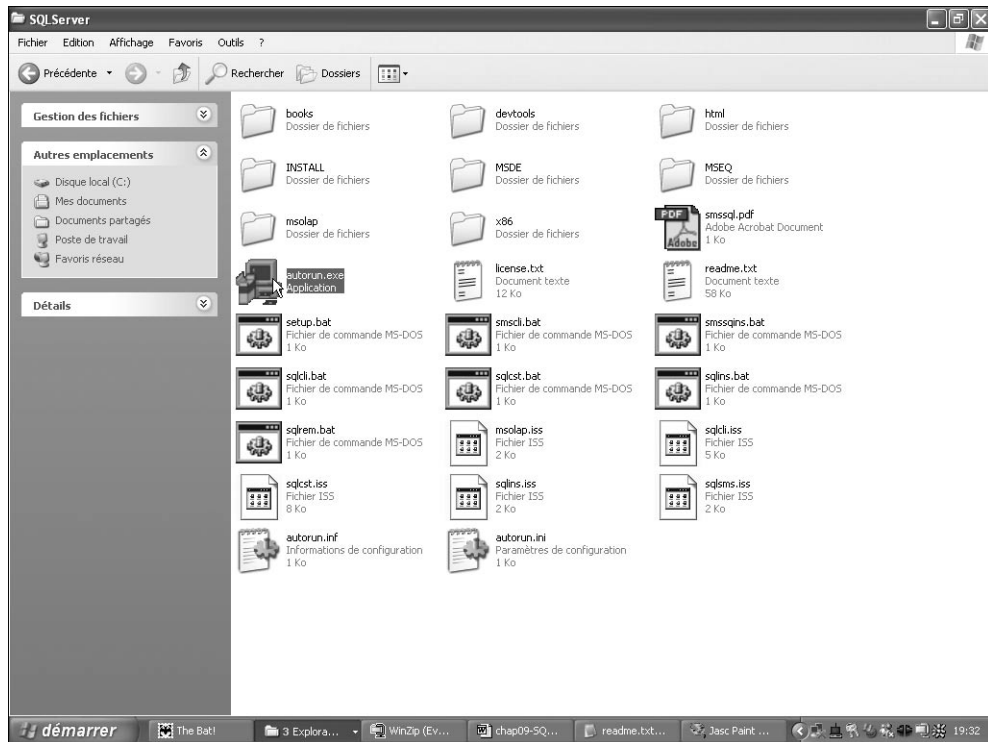 SQLServer
Fichier Edition Affichage Favoris Outils ?
Précédente Rechercher Dossiers
Gestion des fichiers
Autres emplacements
Disque local (C:)
Mes documents
Documents partagés
Poste de travail
Favoris réseau
Détails
books
Dossier de fichiers
devtools
Dossier de fichiers
html
Dossier de fichiers
INSTALL
Dossier de fichiers
MSDE
Dossier de fichiers
MSEQ
Dossier de fichiers
msolap
Dossier de fichiers
x86
Dossier de fichiers
PDF
Adobe
smssql.pdf
Adobe Acrobat Document
1 Ko
autorun.exe
Application
license.txt
Document texte
12 Ko
readme.txt
Document texte
58 Ko
setup.bat
Fichier de commande MS-DOS
1 Ko
smscli.bat
Fichier de commande MS-DOS
1 Ko
smssqins.bat
Fichier de commande MS-DOS
1 Ko
sqlcli.bat
Fichier de commande MS-DOS
1 Ko
sqlcst.bat
Fichier de commande MS-DOS
1 Ko
sqlins.bat
Fichier de commande MS-DOS
1 Ko
sqlrem.bat
Fichier de commande MS-DOS
1 Ko
msolap.iss
Fichier ISS
2 Ko
sqlcli.iss
Fichier ISS
5 Ko
sqlcst.iss
Fichier ISS
8 Ko
sqlins.iss
Fichier ISS
2 Ko
sqlsms.iss
Fichier ISS
2 Ko
autorun.inf
Informations de configuration
1 Ko
autorun.ini
Paramètres de configuration
1 Ko
démarrer The Bat! 3 Explora... WinZip (Ev... chap09-SQ... readme.txt... Jasc Paint ... 19:32